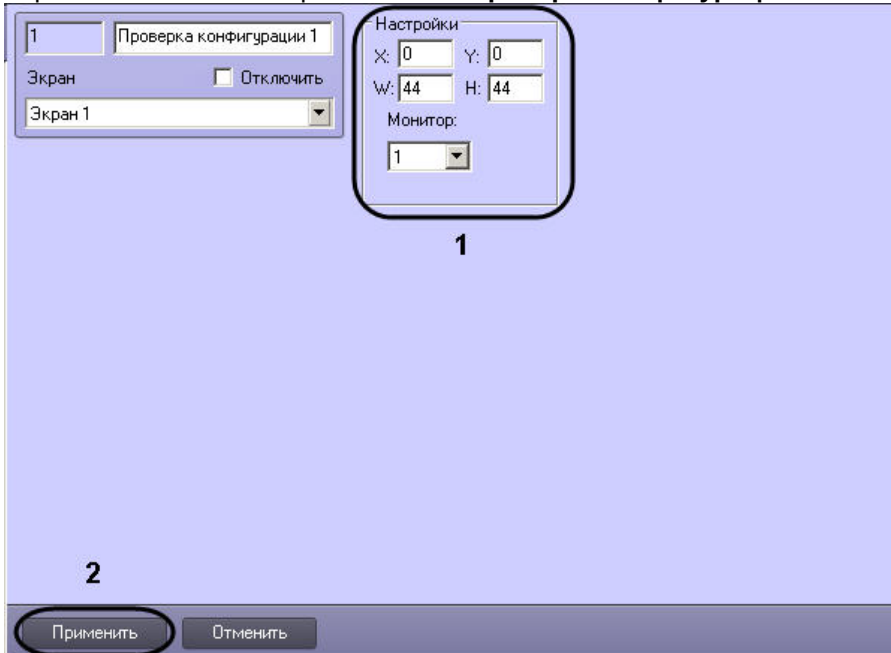 1 Проверка конфигурации 1
Экран Отключить
Экран 1
Настройки
X: 0 Y: 0
W: 44 H: 44
Монитор:
1
1
2
Применить Отменить